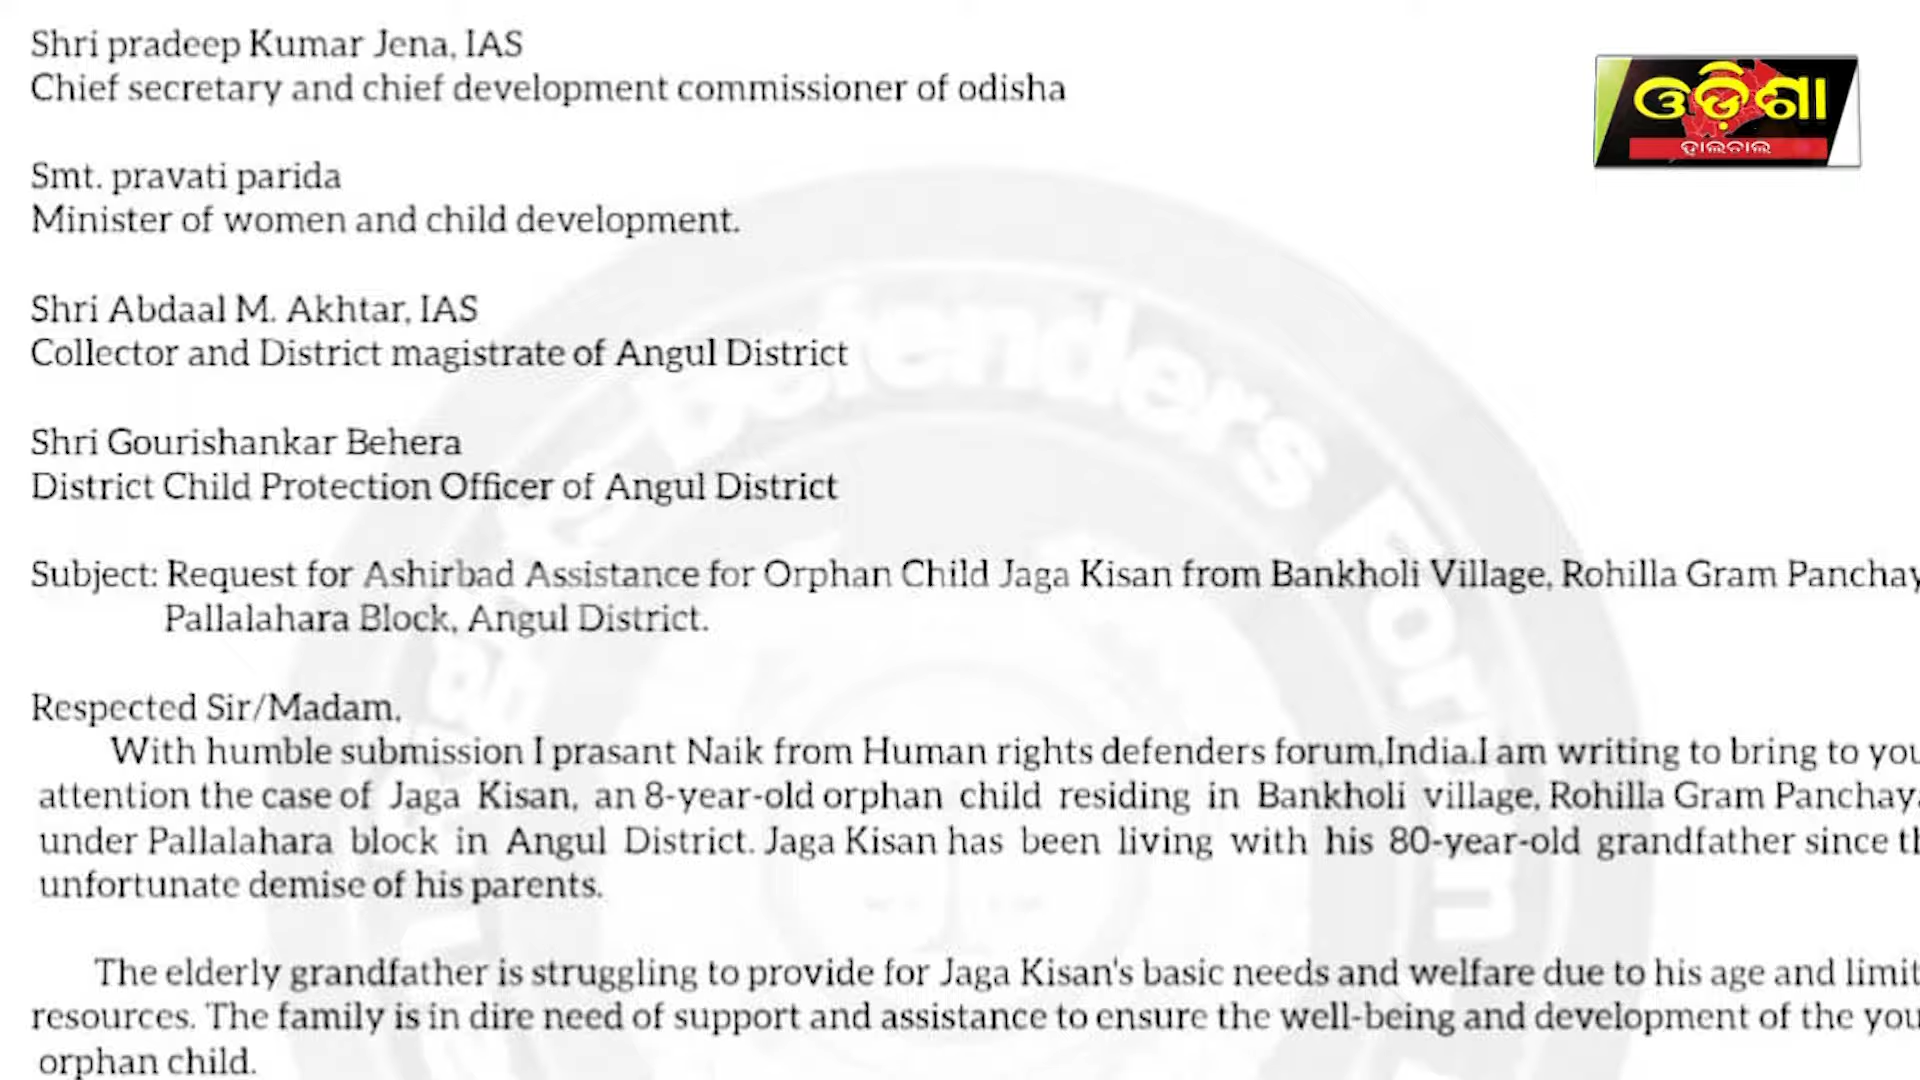 Shri pradeep Kumar Jena, IAS
Chief secretary and chief development commissioner of odisha
ଓଡ଼ିଶା
ହାଲଚାଲ
Smt. pravati parida
Minister of women and child development.
Shri Abdaal M. Akhtar, IAS
Collector and District magistrate of Angul District
Shri Gourishankar Behera
District Child Protection Officer of Angul District
Subject: Request for Ashirbad Assistance for Orphan Child Jaga Kisan from Bankholi Village, Rohilla Gram Panchay
Pallalahara Block, Angul District.
Respected Sir/Madam,
With humble submission I prasant Naik from Human rights defenders forum,India.I am writing to bring to you
attention the case of Jaga Kisan, an 8-year-old orphan child residing in Bankholi village, Rohilla Gram Panchaya
under Pallalahara block in Angul District. Jaga Kisan has been living with his 80-year-old grandfather since th
unfortunate demise of his parents.
The elderly grandfather is struggling to provide for Jaga Kisan's basic needs and welfare due to his age and limit
resources. The family is in dire need of support and assistance to ensure the well-being and development of the you
orphan child.
Defenders Forum